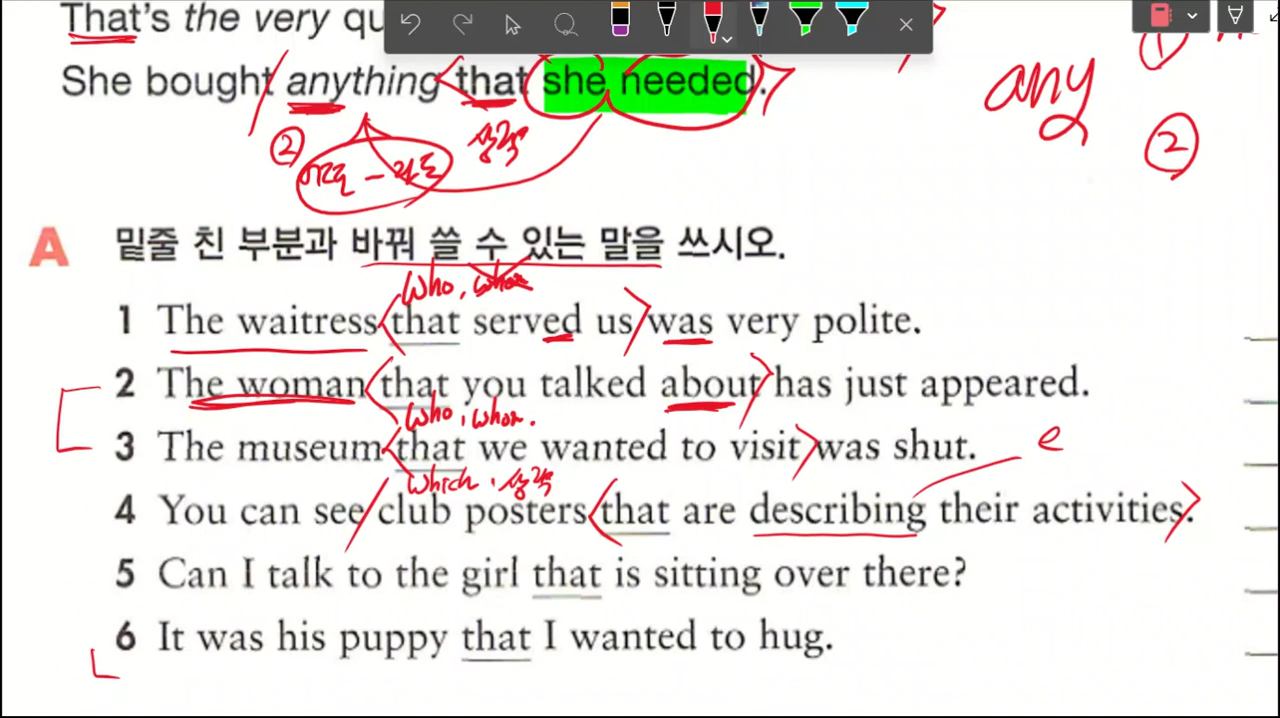 That's the very qu
She bought anything that she needed.
any
①
②
② 생략
A 밑줄 친 부분과 바꿔 쓸 수 있는 말을 쓰시오.
who, whom
1 The waitress that served us was very polite.
2 The woman that you talked about has just appeared.
who, whom.
3 The museum that we wanted to visit was shut.
e
which, 생략
4 You can see club posters that are describing their activities.
5 Can I talk to the girl that is sitting over there?
6 It was his puppy that I wanted to hug.